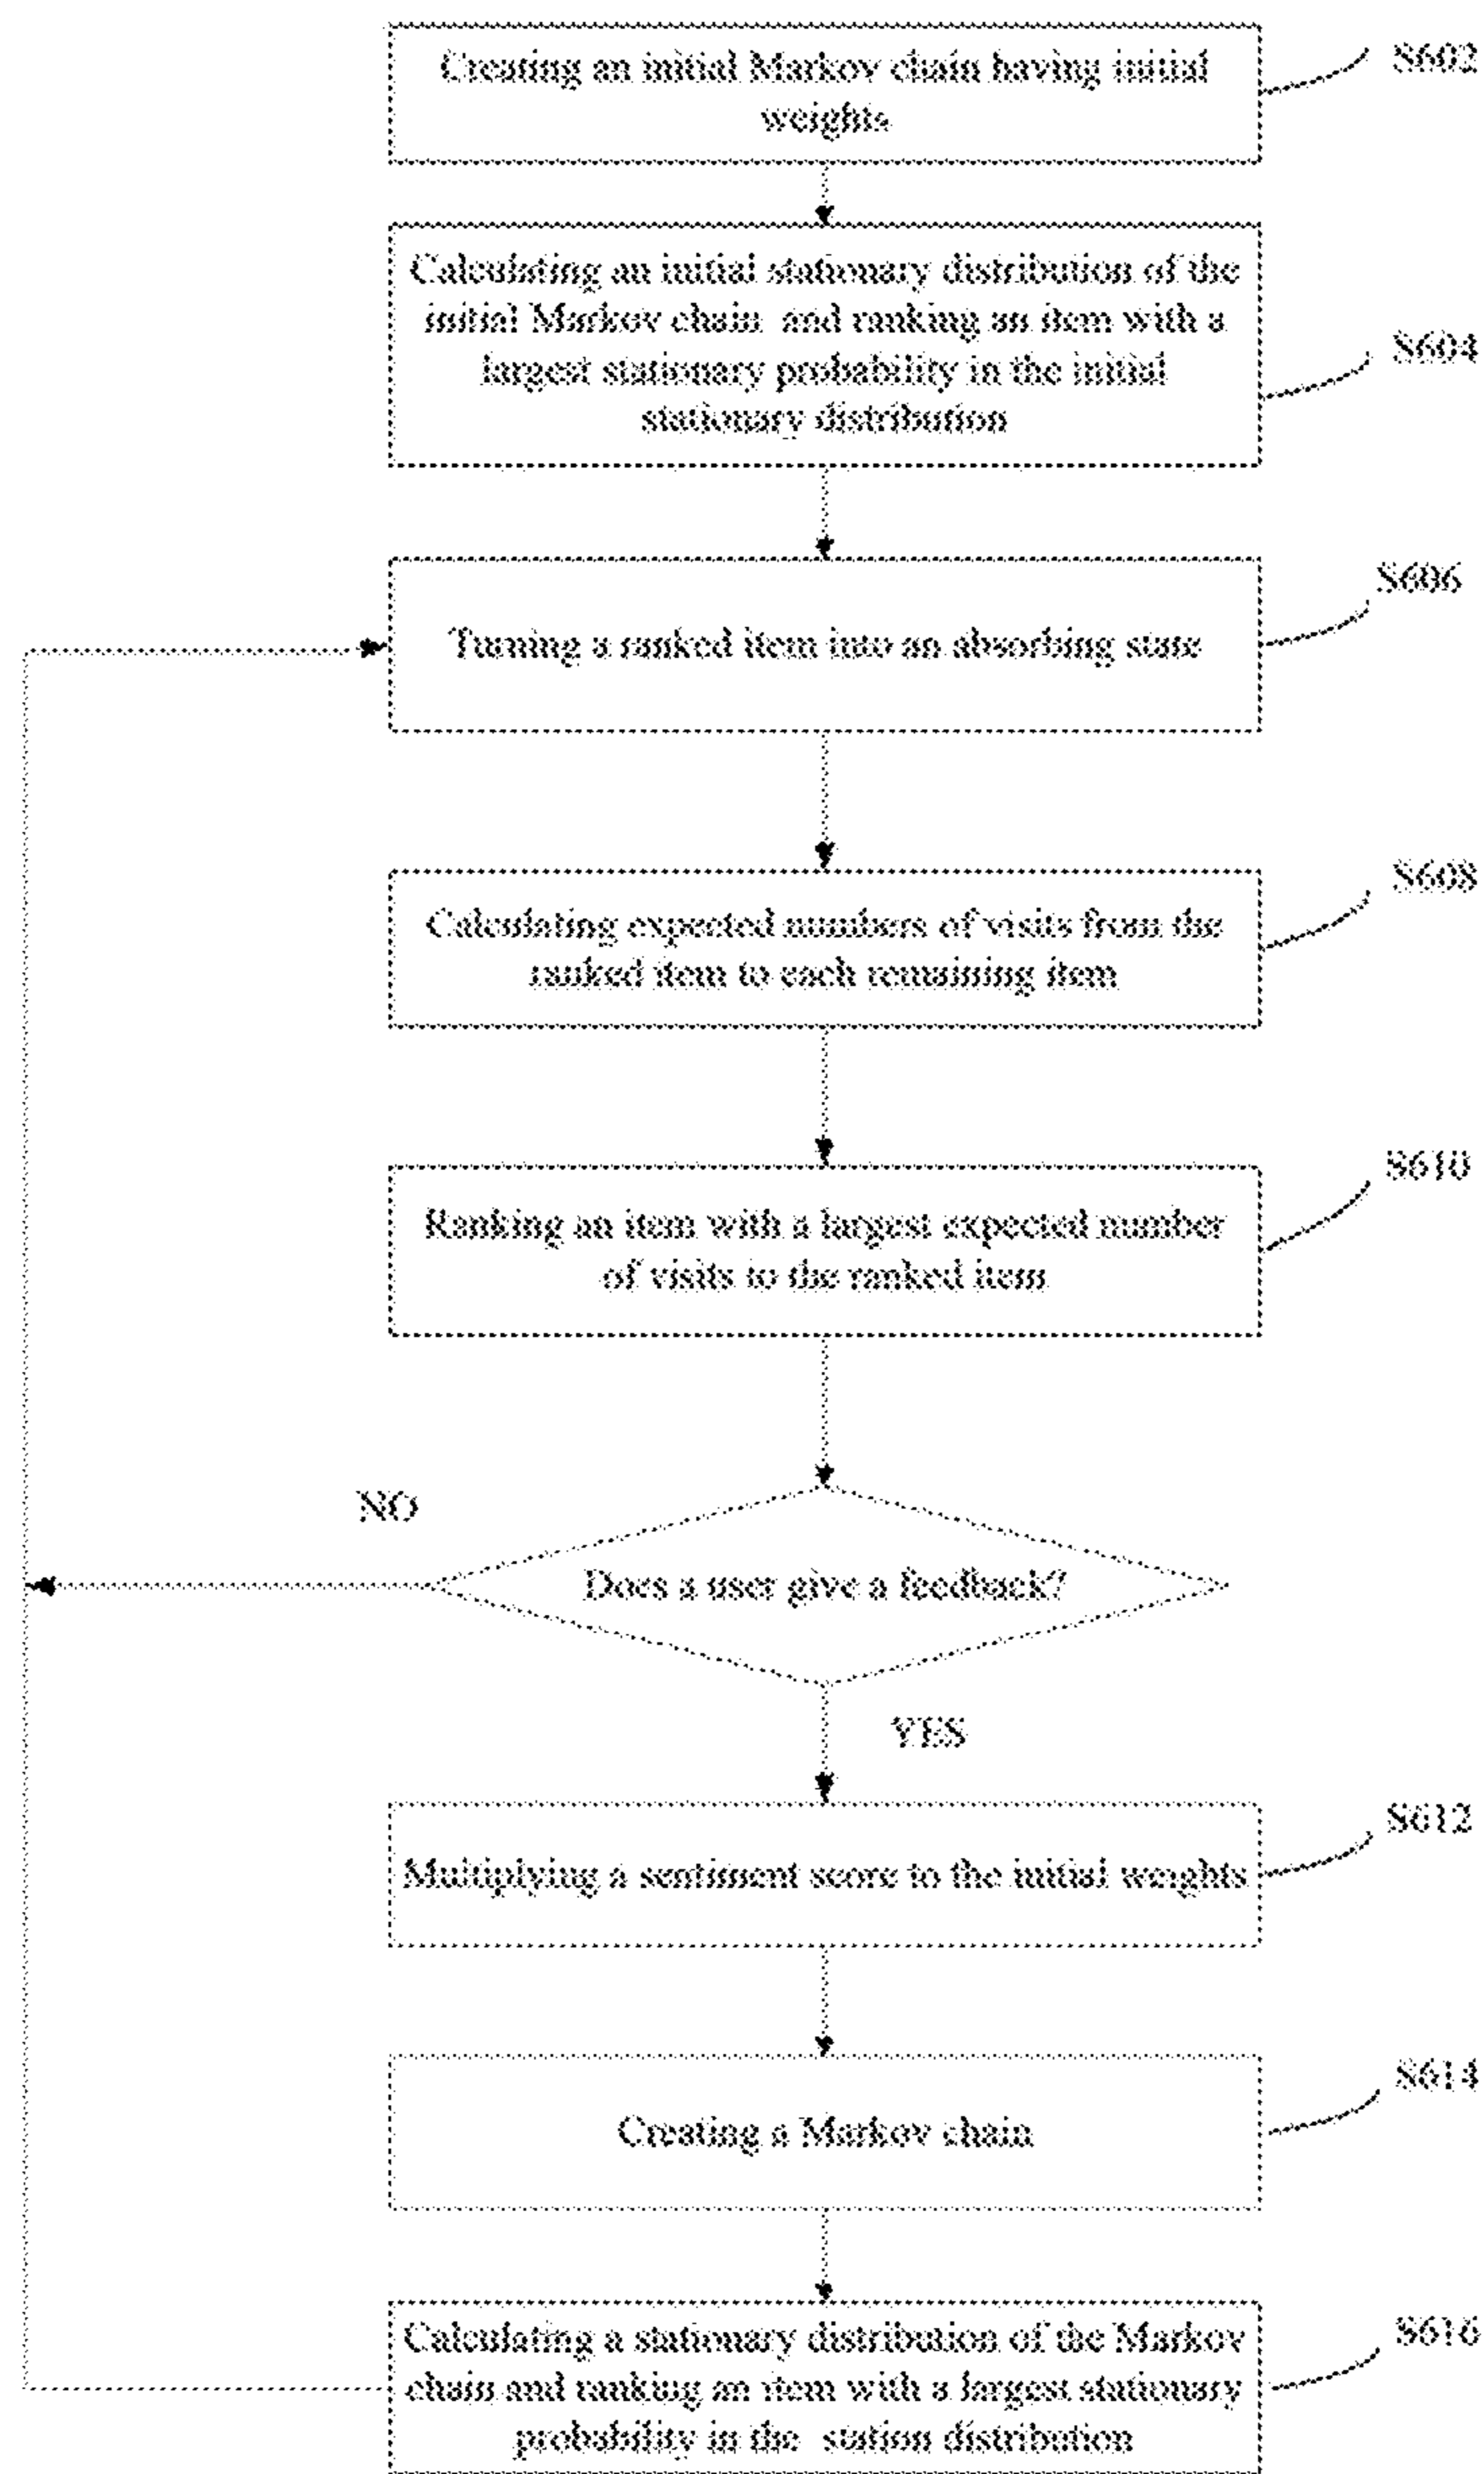 Creating an initial Markov chain having initial
weights
S602
Calculating an initial stationary distribution of the
initial Markov chain and ranking an item with a
largest stationary probability in the initial
stationary distribution
S604
Turning a ranked item into an absorbing state
S606
Calculating expected numbers of visits from the
ranked item to each remaining item
S608
Ranking an item with a largest expected number
of visits to the ranked item
S610
Does a user give a feedback?
NO
YES
Multiplying a sentiment score to the initial weights
S612
Creating a Markov chain
S614
Calculating a stationary distribution of the Markov
chain and ranking an item with a largest stationary
probability in the station distribution
S616